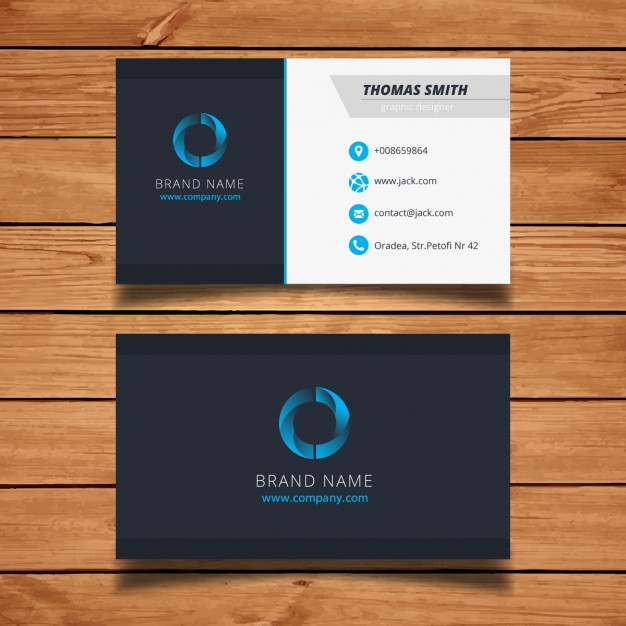 BRAND NAME
www.company.com
THOMAS SMITH
graphic designer
+008659864
www.jack.com
contact@jack.com
Oradea, Str.Petofi Nr 42
BRAND NAME
www.company.com